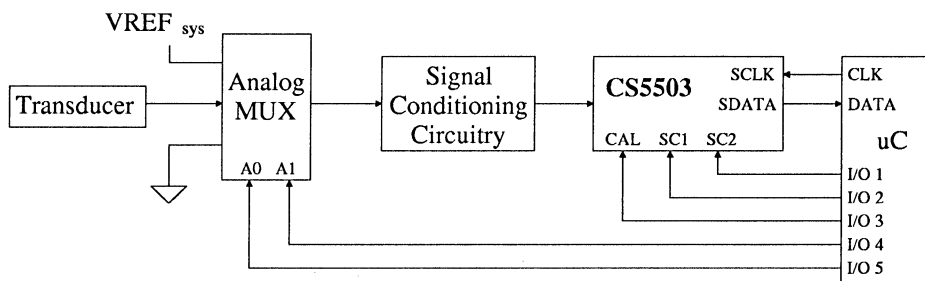 VREF sys
Transducer
Analog
MUX
A0 A1
Signal
Conditioning
Circuitry
CS5503
SCLK
SDATA
CAL SC1 SC2
CLK
DATA
uC
I/O 1
I/O 2
I/O 3
I/O 4
I/O 5